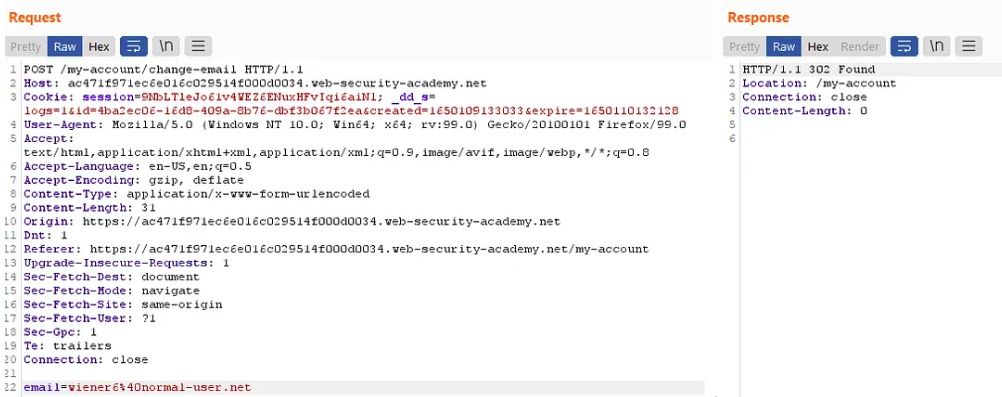 Request
Pretty Raw Hex \n
1 POST /my-account/change-email HTTP/1.1
2 Host: ac471f971ec6e016c029514f000d0034.web-security-academy.net
3 Cookie: session=9NbLT1eJo61v4WEZ6ENuxHFvIqi6aiNl; _dd_s=
logs=1&id=4ba2ec06-16d8-409a-8b76-dbf3b067f2ea&created=1650109133033&expire=1650110132128
4 User-Agent: Mozilla/5.0 (Windows NT 10.0; Win64; x64; rv:99.0) Gecko/20100101 Firefox/99.0
5 Accept:
text/html,application/xhtml+xml,application/xml;q=0.9,image/avif,image/webp,*/*;q=0.8
6 Accept-Language: en-US,en;q=0.5
7 Accept-Encoding: gzip, deflate
8 Content-Type: application/x-www-form-urlencoded
9 Content-Length: 31
10 Origin: https://ac471f971ec6e016c029514f000d0034.web-security-academy.net
11 Dnt: 1
12 Referer: https://ac471f971ec6e016c029514f000d0034.web-security-academy.net/my-account
13 Upgrade-Insecure-Requests: 1
14 Sec-Fetch-Dest: document
15 Sec-Fetch-Mode: navigate
16 Sec-Fetch-Site: same-origin
17 Sec-Fetch-User: ?1
18 Sec-Gpc: 1
19 Te: trailers
20 Connection: close
21
22 email=wiener6%40normal-user.net
Response
Pretty Raw Hex Render \n
1 HTTP/1.1 302 Found
2 Location: /my-account
3 Connection: close
4 Content-Length: 0
5
6